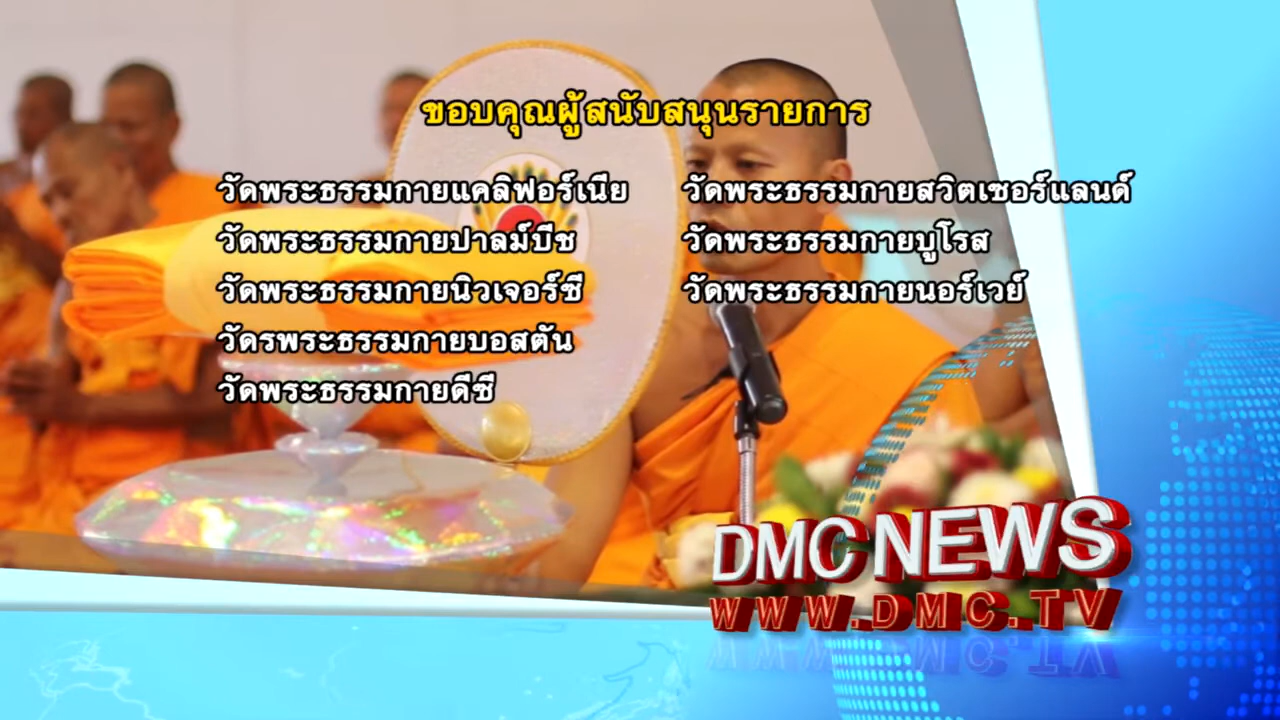 ขอบคุณผู้สนับสนุนรายการ
วัดพระธรรมกายแคลิฟอร์เนีย
วัดพระธรรมกายปาลม์บีช
วัดพระธรรมกายนิวเจอร์ซี
วัดรพระธรรมกายบอสตัน
วัดพระธรรมกายดีซี
วัดพระธรรมกายสวิตเซอร์แลนด์
วัดพระธรรมกายบูโรส
วัดพระธรรมกายนอร์เวย์
DMC NEWS
WWW.DMC.TV